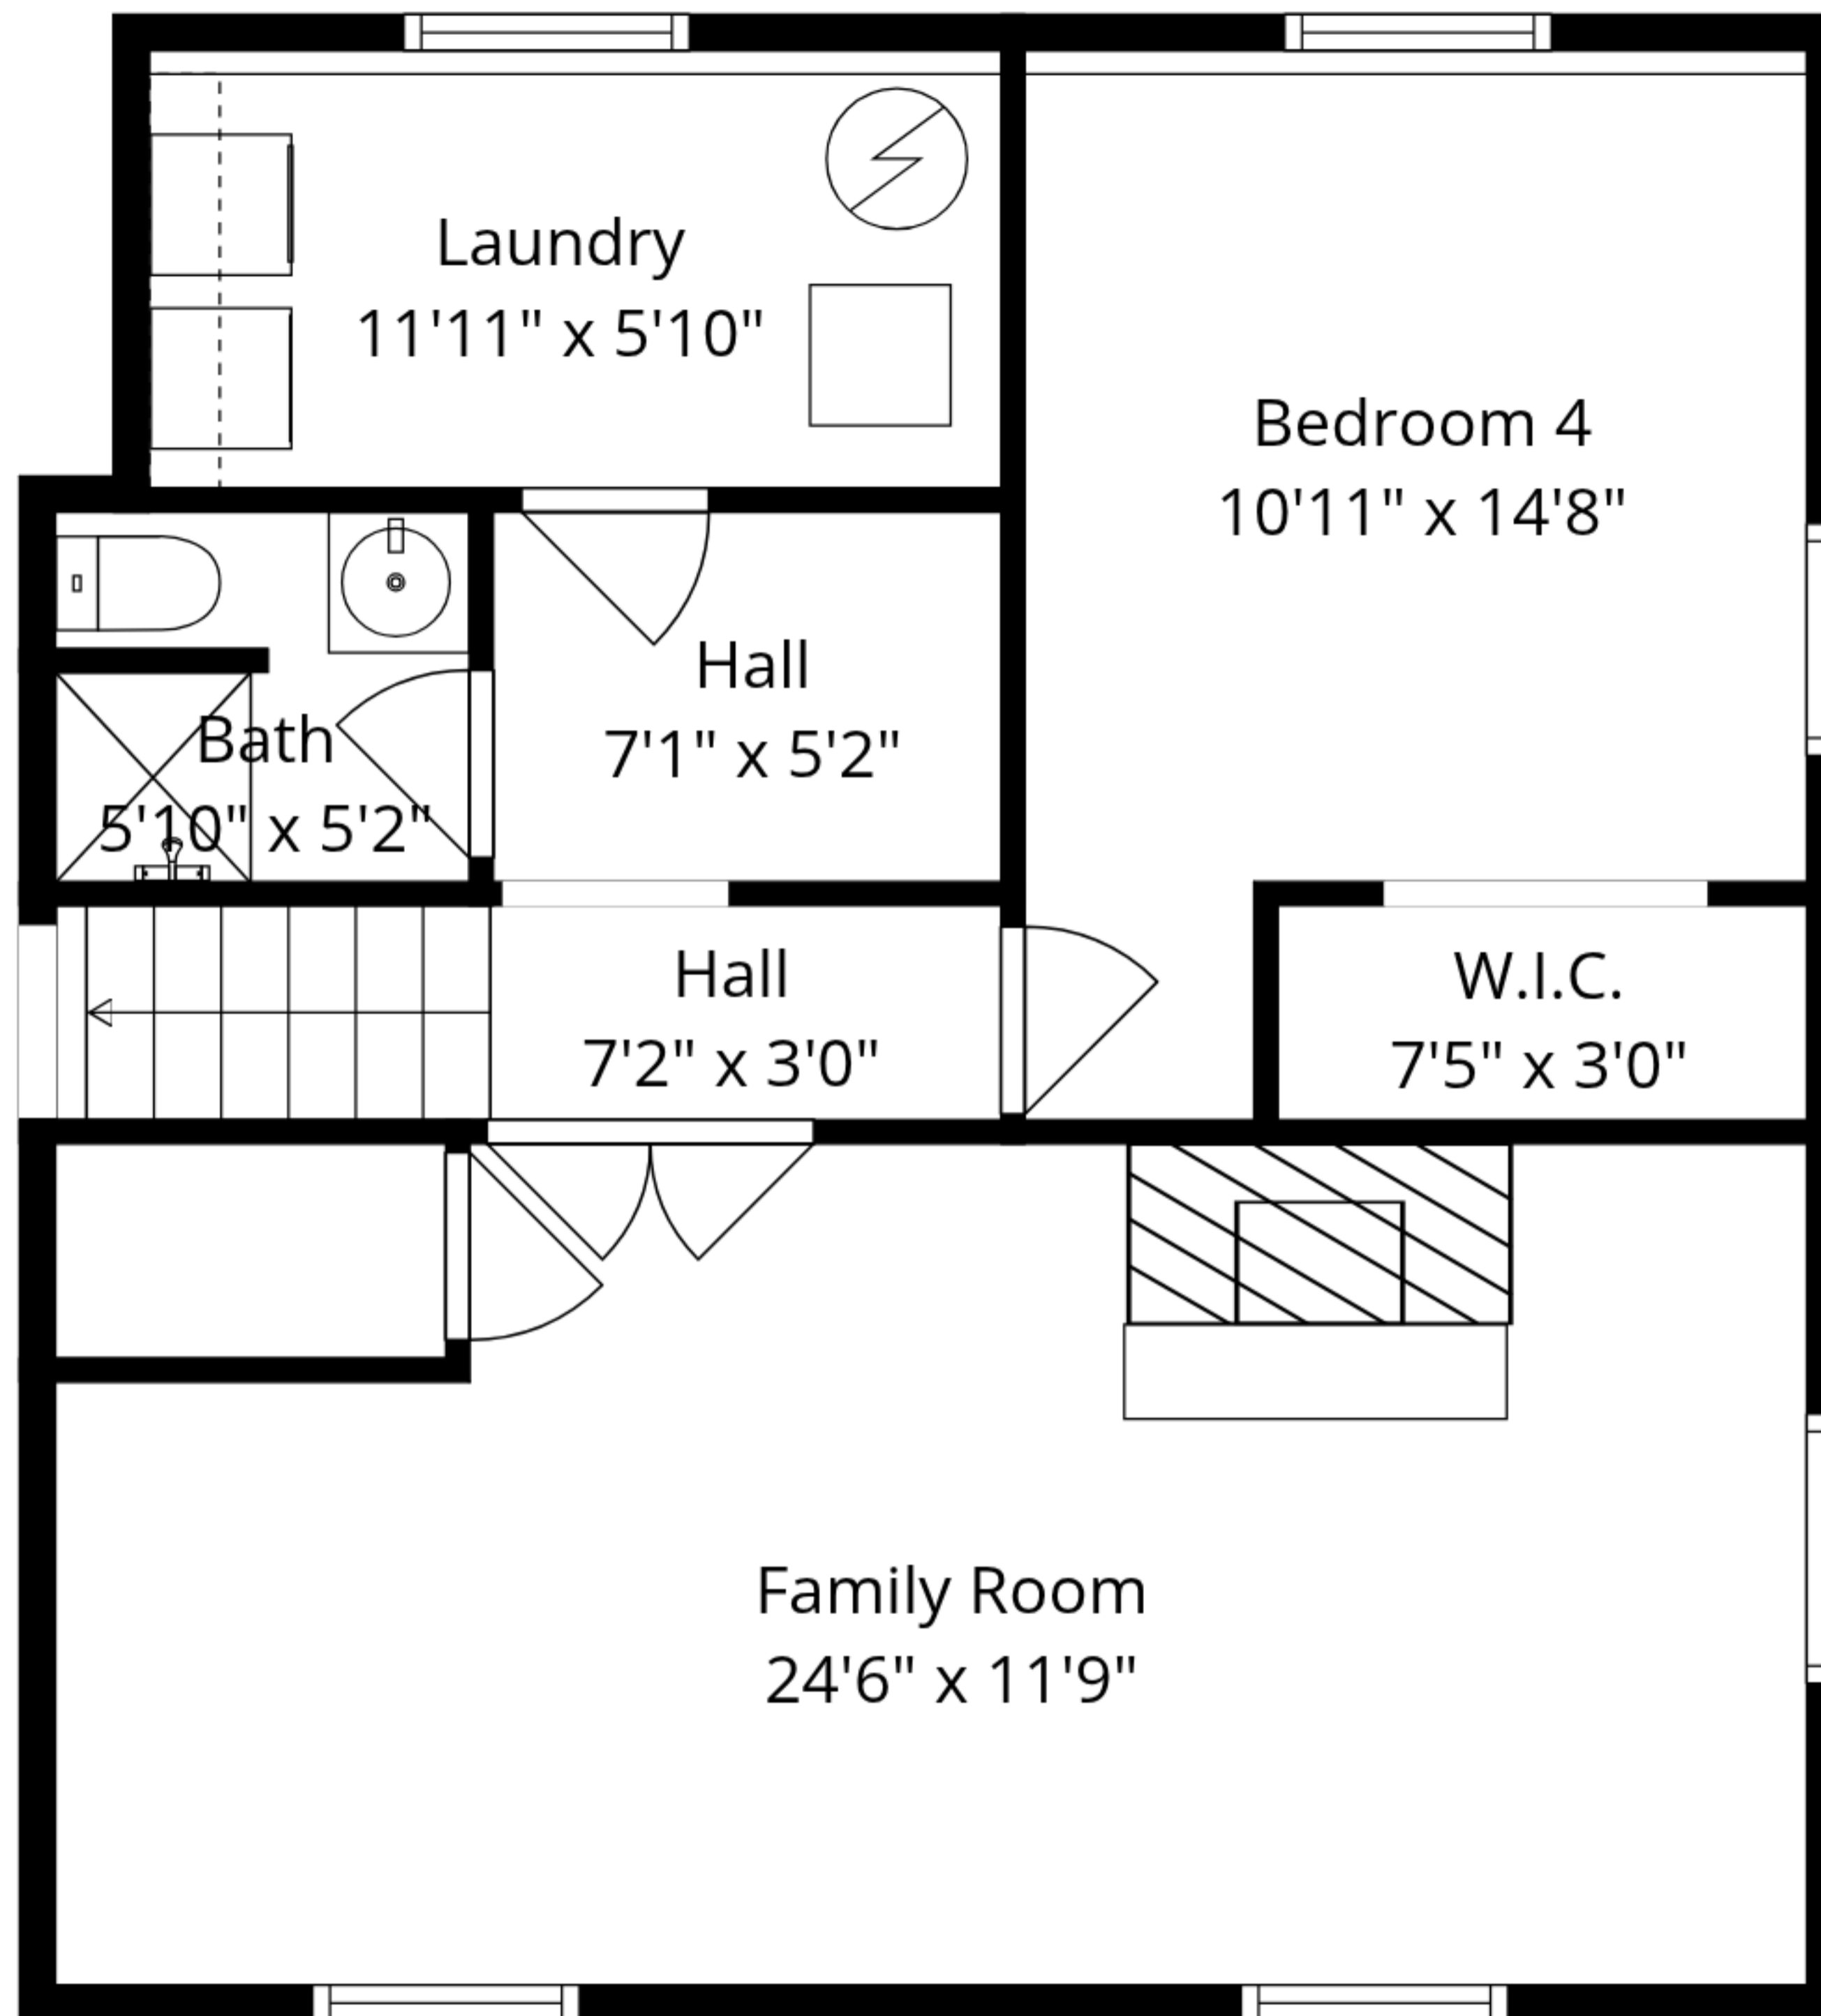 Laundry
11'11" x 5'10"
Bedroom 4
10'11" x 14'8"
Hall
7'1" x 5'2"
Bath
5'10" x 5'2"
Hall
7'2" x 3'0"
W.I.C.
7'5" x 3'0"
Family Room
24'6" x 11'9"